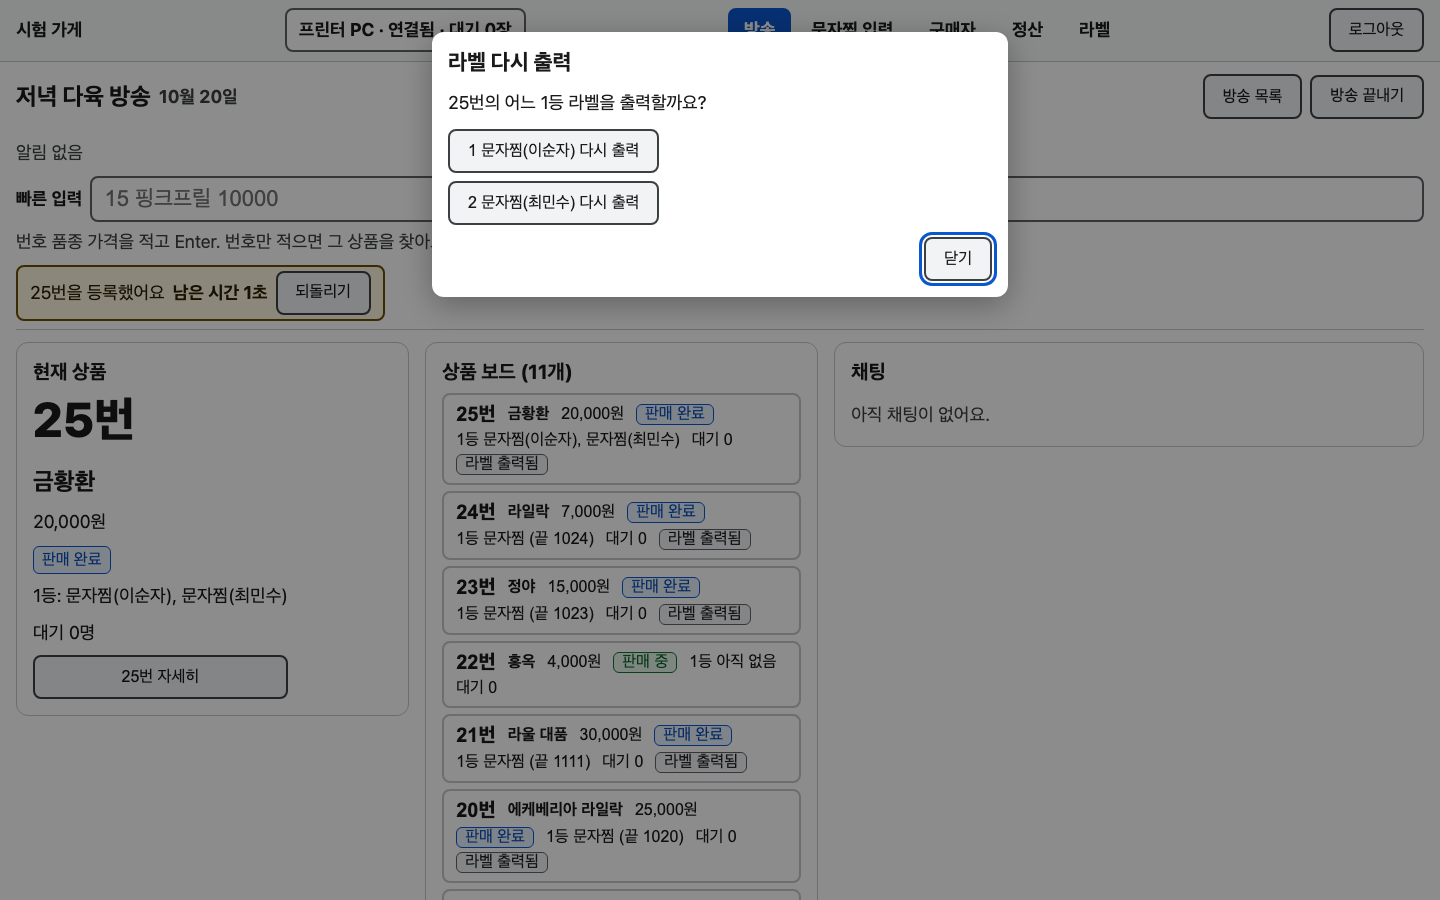 시험 가게
프린터 PC · 연결됨 · 대기 0장
방송
문자찜 입력
구매자
정산
라벨
로그아웃
라벨 다시 출력
25번의 어느 1등 라벨을 출력할까요?
1 문자찜(이순자) 다시 출력
2 문자찜(최민수) 다시 출력
닫기
저녁 다육 방송 10월 20일
방송 목록
방송 끝내기
알림 없음
빠른 입력
15 핑크프릴 10000
번호 품종 가격을 적고 Enter. 번호만 적으면 그 상품을 찾아
25번을 등록했어요 남은 시간 1초 되돌리기
현재 상품
25번
금황환
20,000원
판매 완료
1등: 문자찜(이순자), 문자찜(최민수)
대기 0명
25번 자세히
상품 보드 (11개)
25번 금황환 20,000원 판매 완료
1등 문자찜(이순자), 문자찜(최민수) 대기 0
라벨 출력됨
24번 라일락 7,000원 판매 완료
1등 문자찜 (끝 1024) 대기 0 라벨 출력됨
23번 정야 15,000원 판매 완료
1등 문자찜 (끝 1023) 대기 0 라벨 출력됨
22번 홍옥 4,000원 판매 중 1등 아직 없음
대기 0
21번 라울 대품 30,000원 판매 완료
1등 문자찜 (끝 1111) 대기 0 라벨 출력됨
20번 에케베리아 라일락 25,000원
판매 완료 1등 문자찜 (끝 1020) 대기 0
라벨 출력됨
채팅
아직 채팅이 없어요.